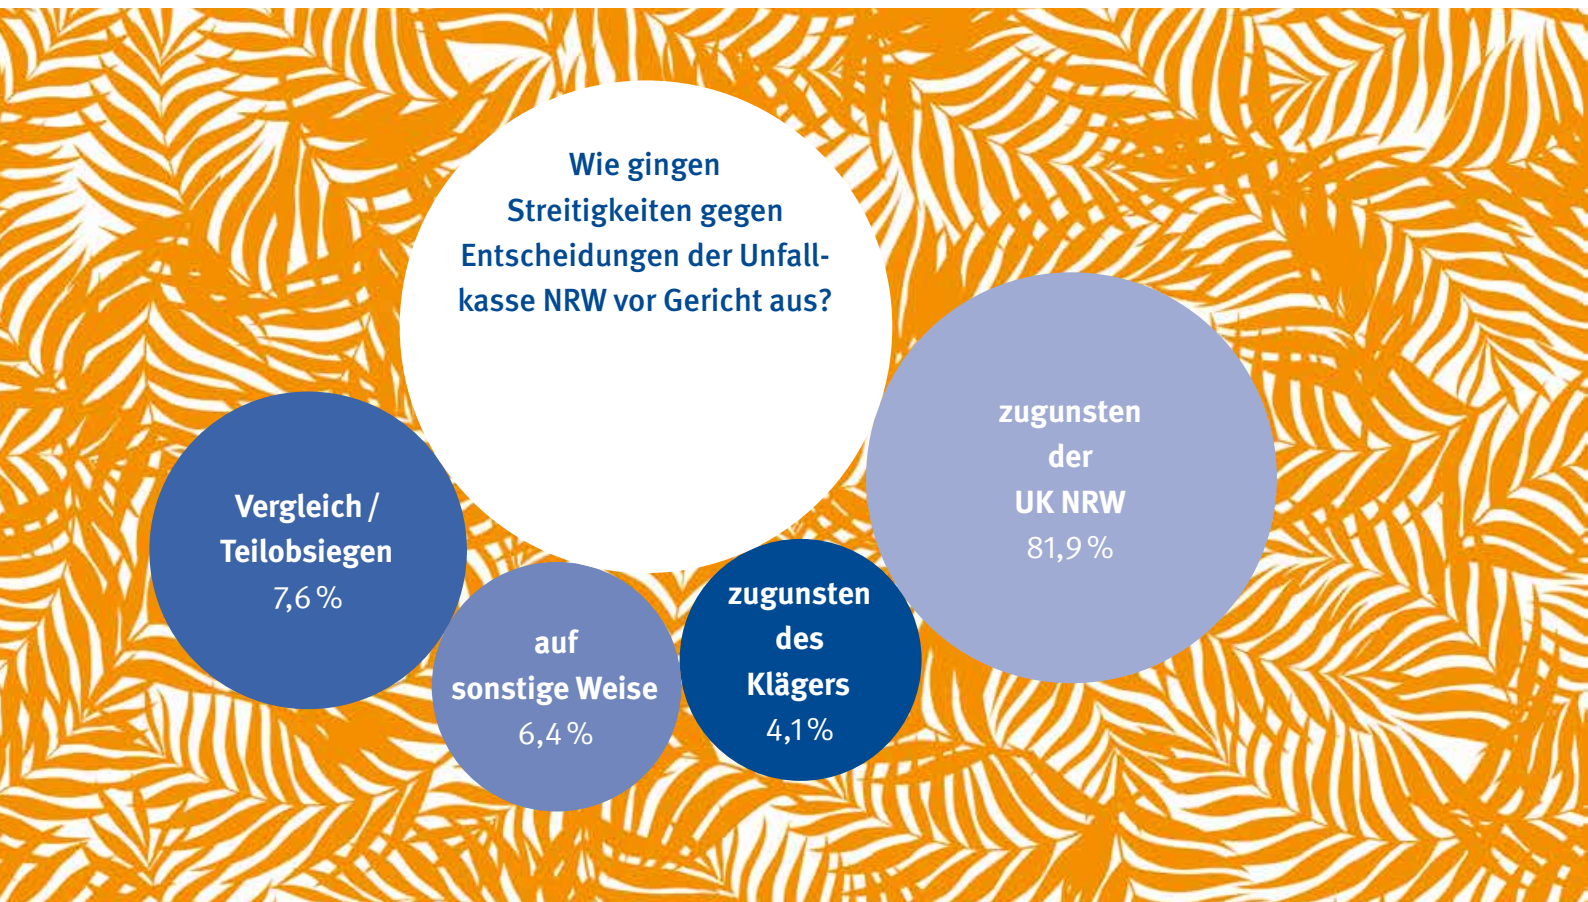 Wie gingen
Streitigkeiten gegen
Entscheidungen der Unfall-
kasse NRW vor Gericht aus?
Vergleich /
Teilobsiegen
7,6 %
auf
sonstige Weise
6,4 %
zugunsten
des
Klägers
4,1 %
zugunsten
der
UK NRW
81,9 %